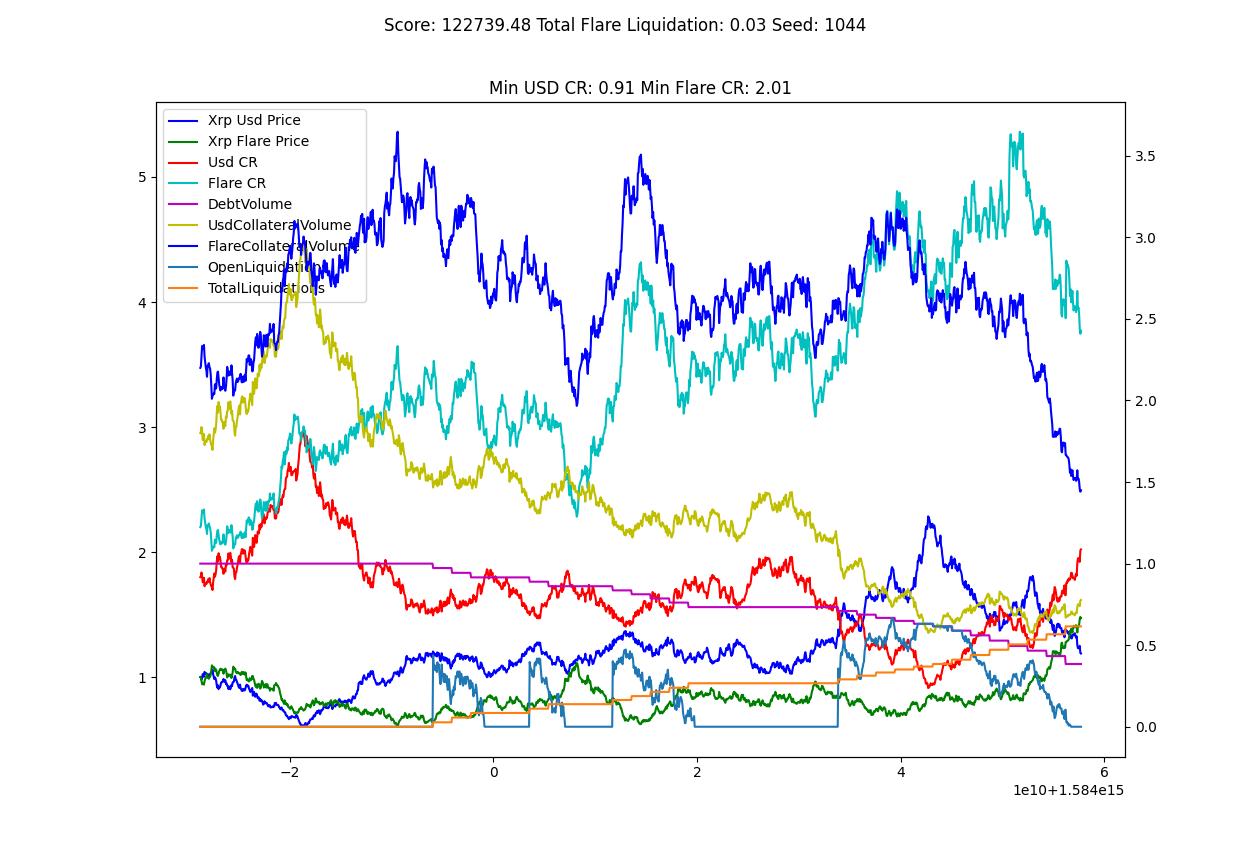 Score: 122739.48 Total Flare Liquidation: 0.03 Seed: 1044
Min USD CR: 0.91 Min Flare CR: 2.01
Xrp Usd Price
Xrp Flare Price
Usd CR
Flare CR
DebtVolume
UsdCollateralVolume
FlareCollateralVolume
OpenLiquidations
TotalLiquidations
5
4
3
2
1
3.5
3.0
2.5
2.0
1.5
1.0
0.5
0.0
−2
0
2
4
6
1e10+1.584e15